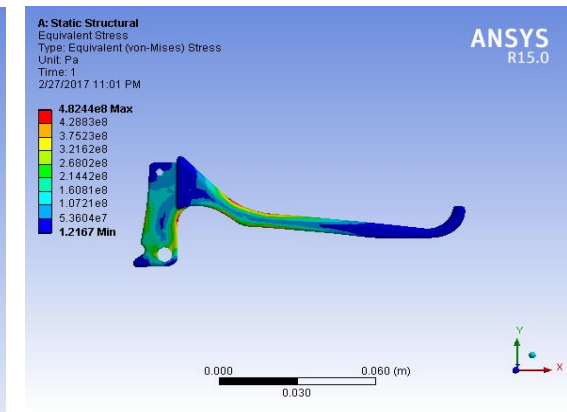 A: Static Structural
Equivalent Stress
Type: Equivalent (von-Mises) Stress
Unit: Pa
Time: 1
2/27/2017 11:01 PM
ANSYS
R15.0
4.8244e8 Max
4.2883e8
3.7523e8
3.2162e8
2.6802e8
2.1442e8
1.6081e8
1.0721e8
5.3604e7
1.2167 Min
0.000
0.060 (m)
0.030
Y
X